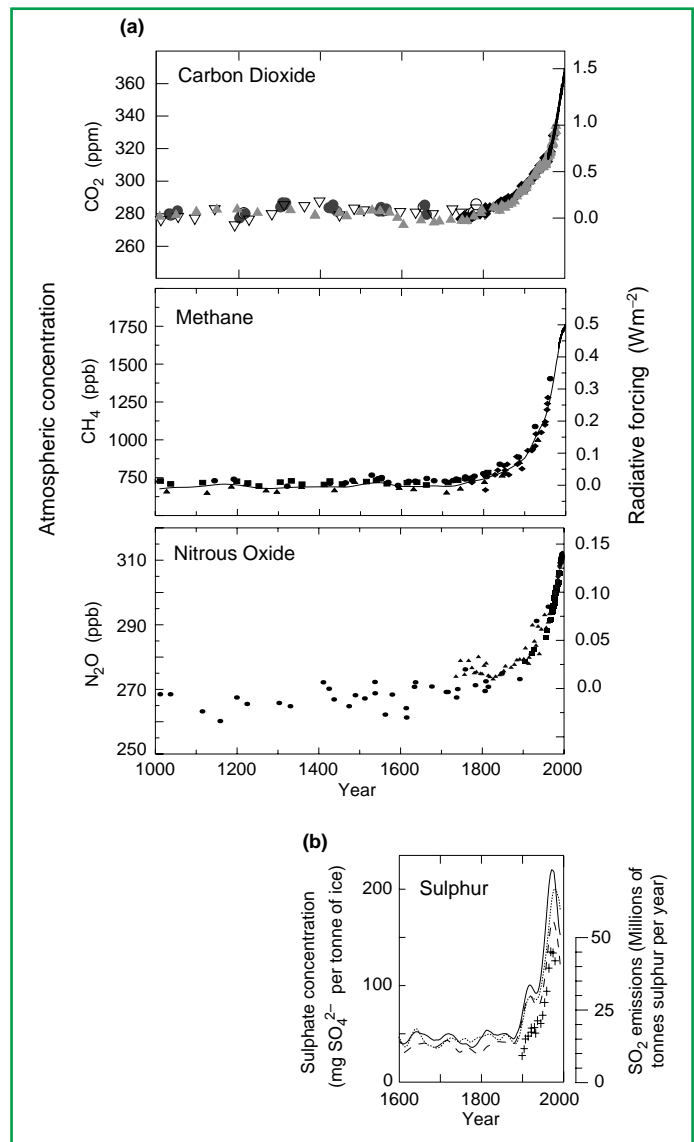 (a)
Carbon Dioxide
CO₂ (ppm)
360
340
320
300
280
260
1.5
1.0
0.5
0.0
Methane
CH₄ (ppb)
1750
1500
1250
1000
750
0.5
0.4
0.3
0.2
0.1
0.0
Atmospheric concentration
Radiative forcing (Wm⁻²)
Nitrous Oxide
N₂O (ppb)
310
290
270
250
0.15
0.10
0.05
0.0
1000 1200 1400 1600 1800 2000
Year
(b)
Sulphur
Sulphate concentration
(mg SO₄²⁻ per tonne of ice)
200
100
0
50
25
0
SO₂ emissions (Millions of
tonnes sulphur per year)
1600 1800 2000
Year